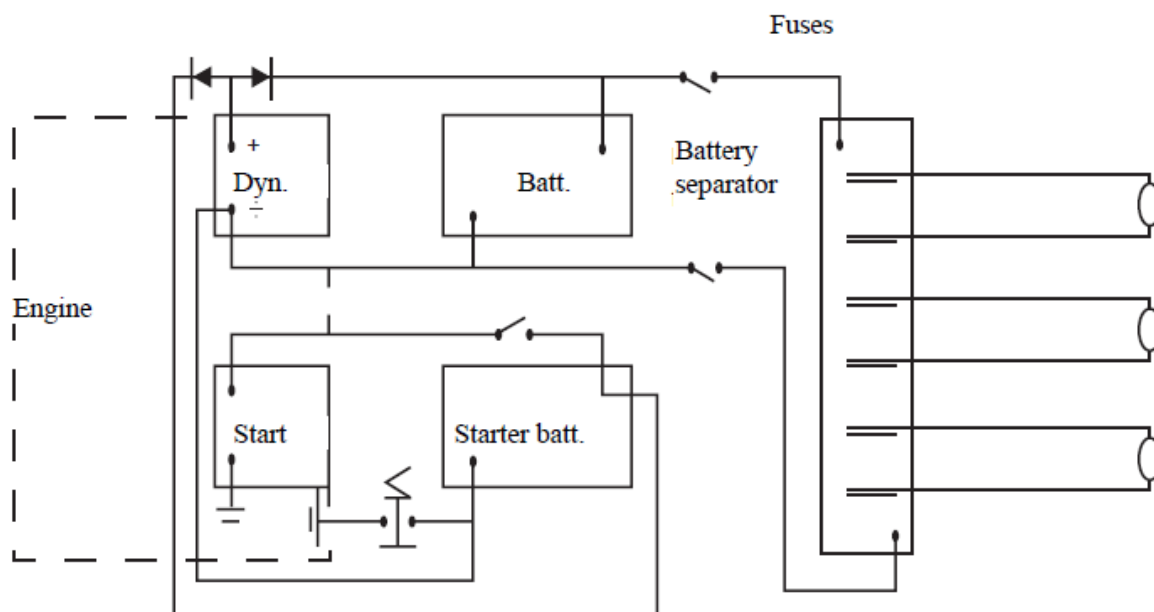 Fuses
+
Dyn.
÷
Batt.
Battery
separator
Engine
Start
Starter batt.